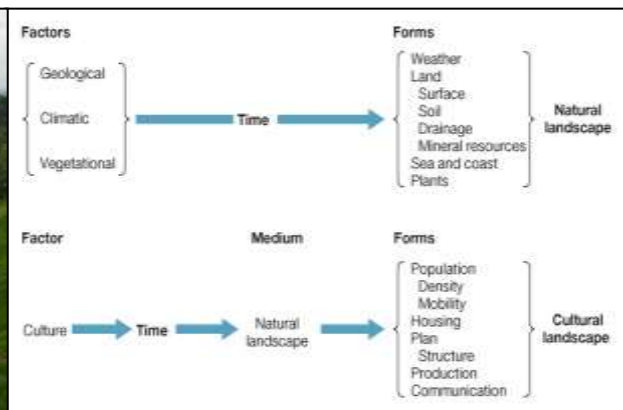 Factors
Forms
Geological
Climatic
Vegetational
Time
Weather
Land
Surface
Soil
Drainage
Mineral resources
Sea and coast
Plants
Natural
landscape
Factor
Medium
Forms
Culture
Time
Natural
landscape
Population
Density
Mobility
Housing
Plan
Structure
Production
Communication
Cultural
landscape